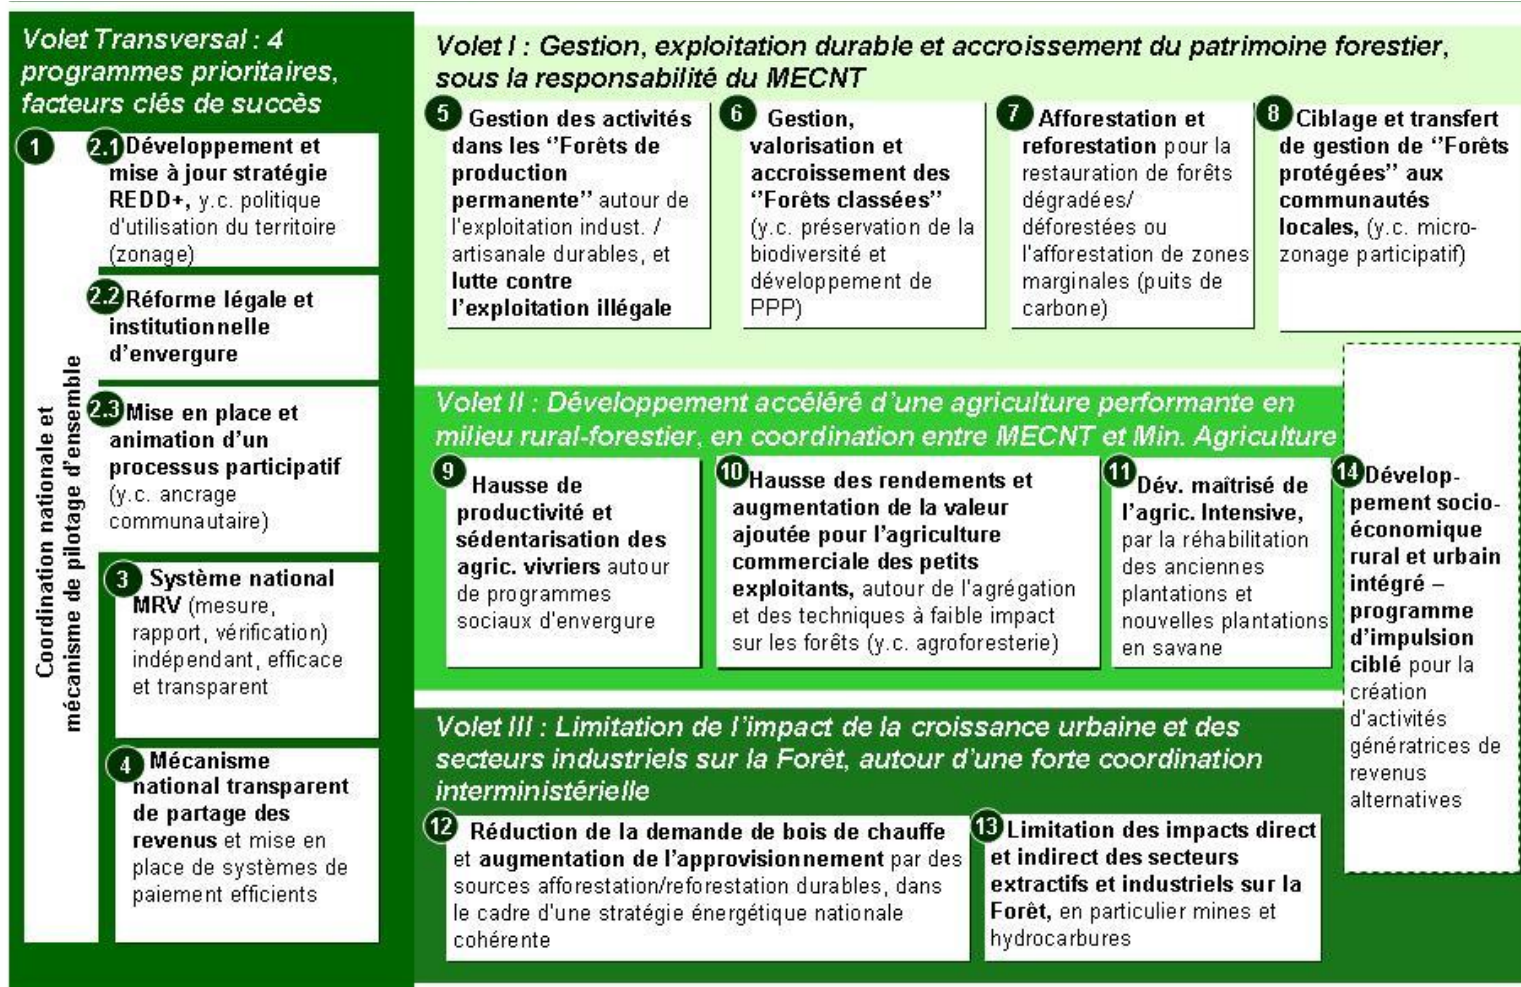 Volet Transversal : 4
programmes prioritaires,
facteurs clés de succès
1
Coordination nationale et
mécanisme de pilotage d'ensemble
2.1 Développement et
mise à jour stratégie
REDD+, y.c. politique
d'utilisation du territoire
(zonage)
2.2 Réforme légale et
institutionnelle
d'envergure
2.3 Mise en place et
animation d'un
processus participatif
(y.c. ancrage
communautaire)
3 Système national
MRV (mesure,
rapport, vérification)
indépendant, efficace
et transparent
4 Mécanisme
national transparent
de partage des
revenus et mise en
place de systèmes de
paiement efficients
Volet I : Gestion, exploitation durable et accroissement du patrimoine forestier,
sous la responsabilité du MECNT
5 Gestion des activités
dans les ‘‘Forêts de
production
permanente’’ autour de
l'exploitation indust. /
artisanale durables, et
lutte contre
l'exploitation illégale
6 Gestion,
valorisation et
accroissement des
‘‘Forêts classées’’
(y.c. préservation de la
biodiversité et
développement de
PPP)
7 Afforestation et
reforestation pour la
restauration de forêts
dégradées/
déforestées ou
l'afforestation de zones
marginales (puits de
carbone)
8 Ciblage et transfert
de gestion de ‘‘Forêts
protégées’’ aux
communautés
locales, (y.c. micro-
zonage participatif)
Volet II : Développement accéléré d'une agriculture performante en
milieu rural-forestier, en coordination entre MECNT et Min. Agriculture
9 Hausse de
productivité et
sédentarisation des
agric. vivriers autour
de programmes
sociaux d'envergure
10 Hausse des rendements et
augmentation de la valeur
ajoutée pour l'agriculture
commerciale des petits
exploitants, autour de l'agrégation
et des techniques à faible impact
sur les forêts (y.c. agroforesterie)
11 Dév. maîtrisé de
l'agric. Intensive,
par la réhabilitation
des anciennes
plantations et
nouvelles plantations
en savane
14 Dévelop-
pement socio-
économique
rural et urbain
intégré –
programme
d'impulsion
ciblé pour la
création
d'activités
génératrices de
revenus
alternatives
Volet III : Limitation de l'impact de la croissance urbaine et des
secteurs industriels sur la Forêt, autour d'une forte coordination
interministérielle
12 Réduction de la demande de bois de chauffe
et augmentation de l'approvisionnement par des
sources afforestation/reforestation durables, dans
le cadre d'une stratégie énergétique nationale
cohérente
13 Limitation des impacts direct
et indirect des secteurs
extractifs et industriels sur la
Forêt, en particulier mines et
hydrocarbures